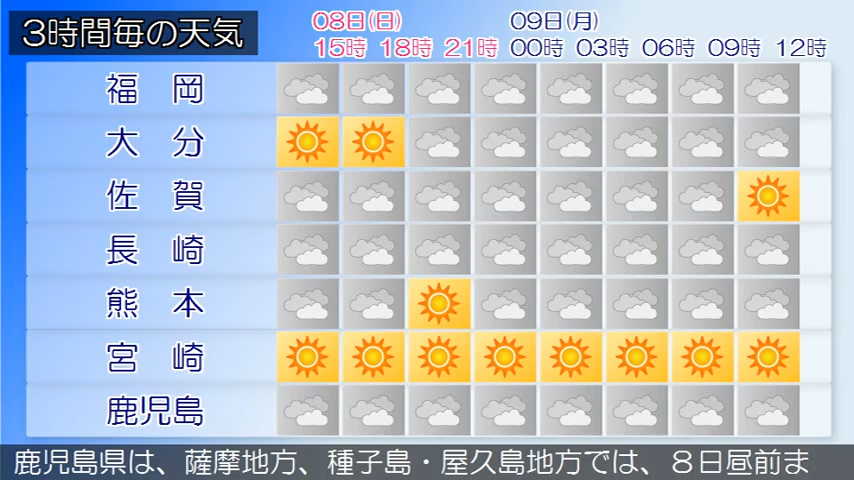 3時間毎の天気
08日(日) 09日(月)
15時 18時 21時 00時 03時 06時 09時 12時
福岡
大分
佐賀
長崎
熊本
宮崎
鹿児島
鹿児島県は、薩摩地方、種子島・屋久島地方では、８日昼前ま